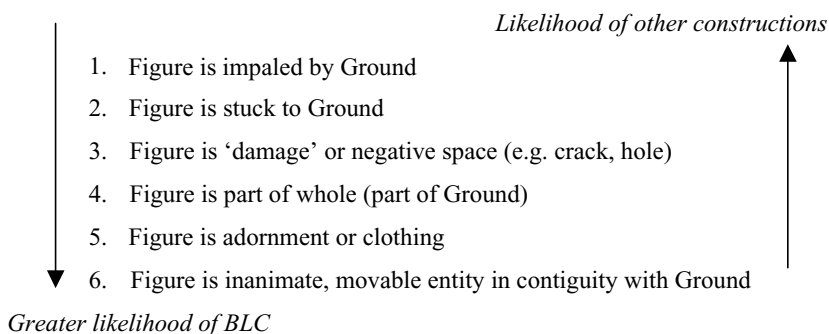 Likelihood of other constructions
1. Figure is impaled by Ground
2. Figure is stuck to Ground
3. Figure is ‘damage’ or negative space (e.g. crack, hole)
4. Figure is part of whole (part of Ground)
5. Figure is adornment or clothing
6. Figure is inanimate, movable entity in contiguity with Ground
Greater likelihood of BLC